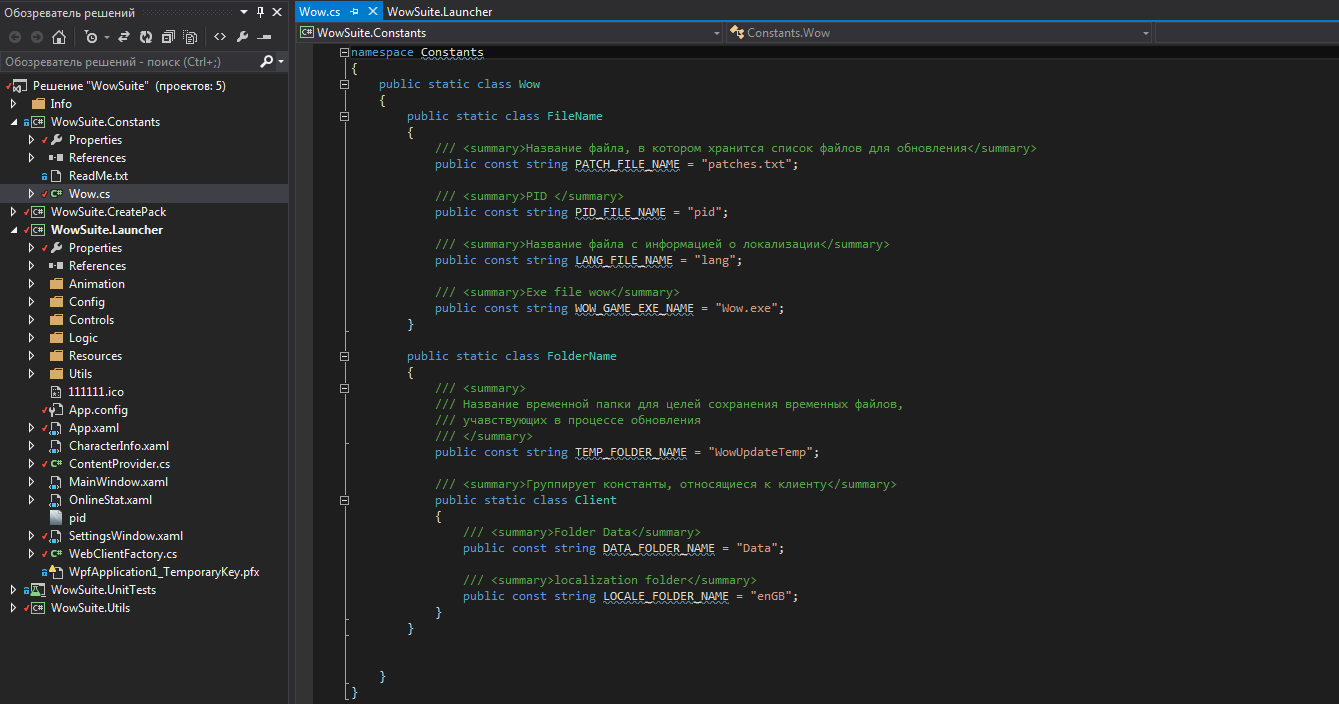 Обозреватель решений
Обозреватель решений - поиск (Ctrl+;)
Решение "WowSuite" (проектов: 5)
Info
WowSuite.Constants
Properties
References
ReadMe.txt
Wow.cs
WowSuite.CreatePack
WowSuite.Launcher
Properties
References
Animation
Config
Controls
Logic
Resources
Utils
111111.ico
App.config
App.xaml
CharacterInfo.xaml
ContentProvider.cs
MainWindow.xaml
OnlineStat.xaml
pid
SettingsWindow.xaml
WebClientFactory.cs
WpfApplication1_TemporaryKey.pfx
WowSuite.UnitTests
WowSuite.Utils
Wow.cs WowSuite.Launcher
WowSuite.Constants Constants.Wow
namespace Constants
{
public static class Wow
{
public static class FileName
{
/// <summary>Название файла, в котором хранится список файлов для обновления</summary>
public const string PATCH_FILE_NAME = "patches.txt";
/// <summary>PID </summary>
public const string PID_FILE_NAME = "pid";
/// <summary>Название файла с информацией о локализации</summary>
public const string LANG_FILE_NAME = "lang";
/// <summary>Exe file wow</summary>
public const string WOW_GAME_EXE_NAME = "Wow.exe";
}
public static class FolderName
{
/// <summary>
/// Название временной папки для целей сохранения временных файлов,
/// учавствующих в процессе обновления
/// </summary>
public const string TEMP_FOLDER_NAME = "WowUpdateTemp";
/// <summary>Группирует константы, относящиеся к клиенту</summary>
public static class Client
{
/// <summary>Folder Data</summary>
public const string DATA_FOLDER_NAME = "Data";
/// <summary>localization folder</summary>
public const string LOCALE_FOLDER_NAME = "enGB";
}
}
}
}